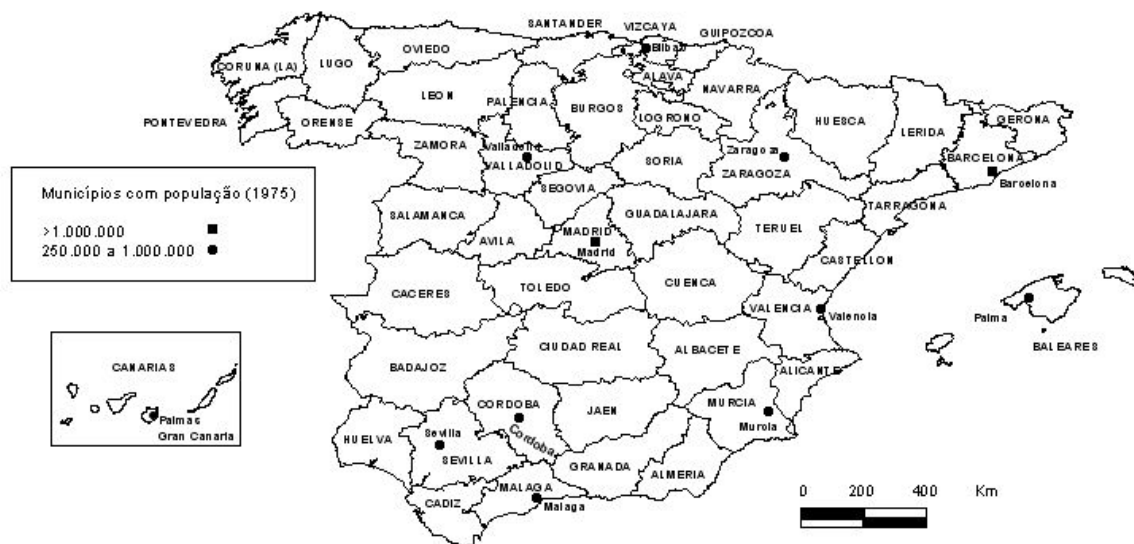 SANTANDER
VIZCAYA
GUIPOZCOA
OVIEDO
Bilbao
CORUNA (LA)
LUGO
ALAVA
LEON
NAVARRA
PALENCIA
BURGOS
PONTEVEDRA
ORENSE
LOGRONO
HUESCA
LERIDA
GERONA
ZAMORA
Valladolid
VALLADOLID
SORIA
Zaragoza
ZARAGOZA
BARCELONA
Barcelona
SEGOVIA
TARRAGONA
SALAMANCA
GUADALAJARA
AVILA
MADRID
Madrid
TERUEL
CASTELLON
CACERES
TOLEDO
CUENCA
VALENCIA
Valencia
Palma
BALEARES
CIUDAD REAL
ALBACETE
BADAJOZ
ALICANTE
CORDOBA
Cordoba
JAEN
MURCIA
Murcia
HUELVA
Sevilla
SEVILLA
GRANADA
ALMERIA
MALAGA
Malaga
CADIZ
Municípios com população (1975)
>1.000.000
250.000 a 1.000.000
CANARIAS
Palmas
Gran Canaria
0 200 400 Km